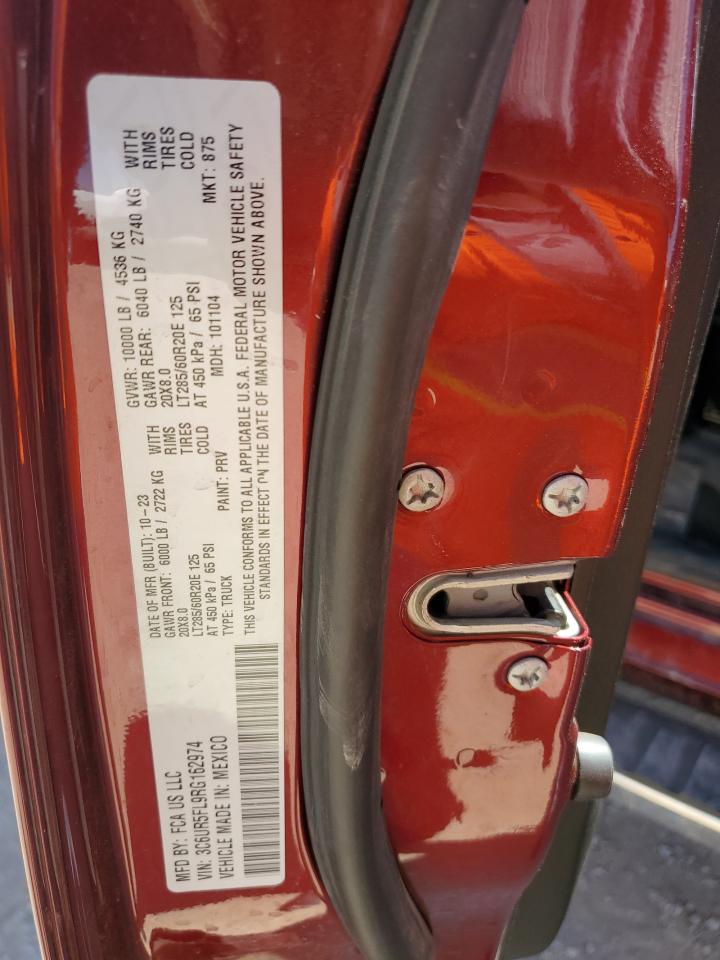 MFD BY: FCA US LLC
DATE OF MFR (BUILT): 10-23
GVWR: 10000 LB / 4536 KG
VIN: 3C6UR5FL9RG162974
GAWR FRONT: 6000 LB / 2722 KG WITH
GAWR REAR: 6040 LB / 2740 KG WITH
20X8.0 RIMS
20X8.0 RIMS
VEHICLE MADE IN: MEXICO
LT285/60R20E 125 TIRES
LT285/60R20E 125 TIRES
AT 450 kPa / 65 PSI COLD
AT 450 kPa / 65 PSI COLD
TYPE: TRUCK
PAINT: PRV
MDH: 101104
MKT: 875
THIS VEHICLE CONFORMS TO ALL APPLICABLE U.S.A. FEDERAL MOTOR VEHICLE SAFETY
STANDARDS IN EFFECT ON THE DATE OF MANUFACTURE SHOWN ABOVE.